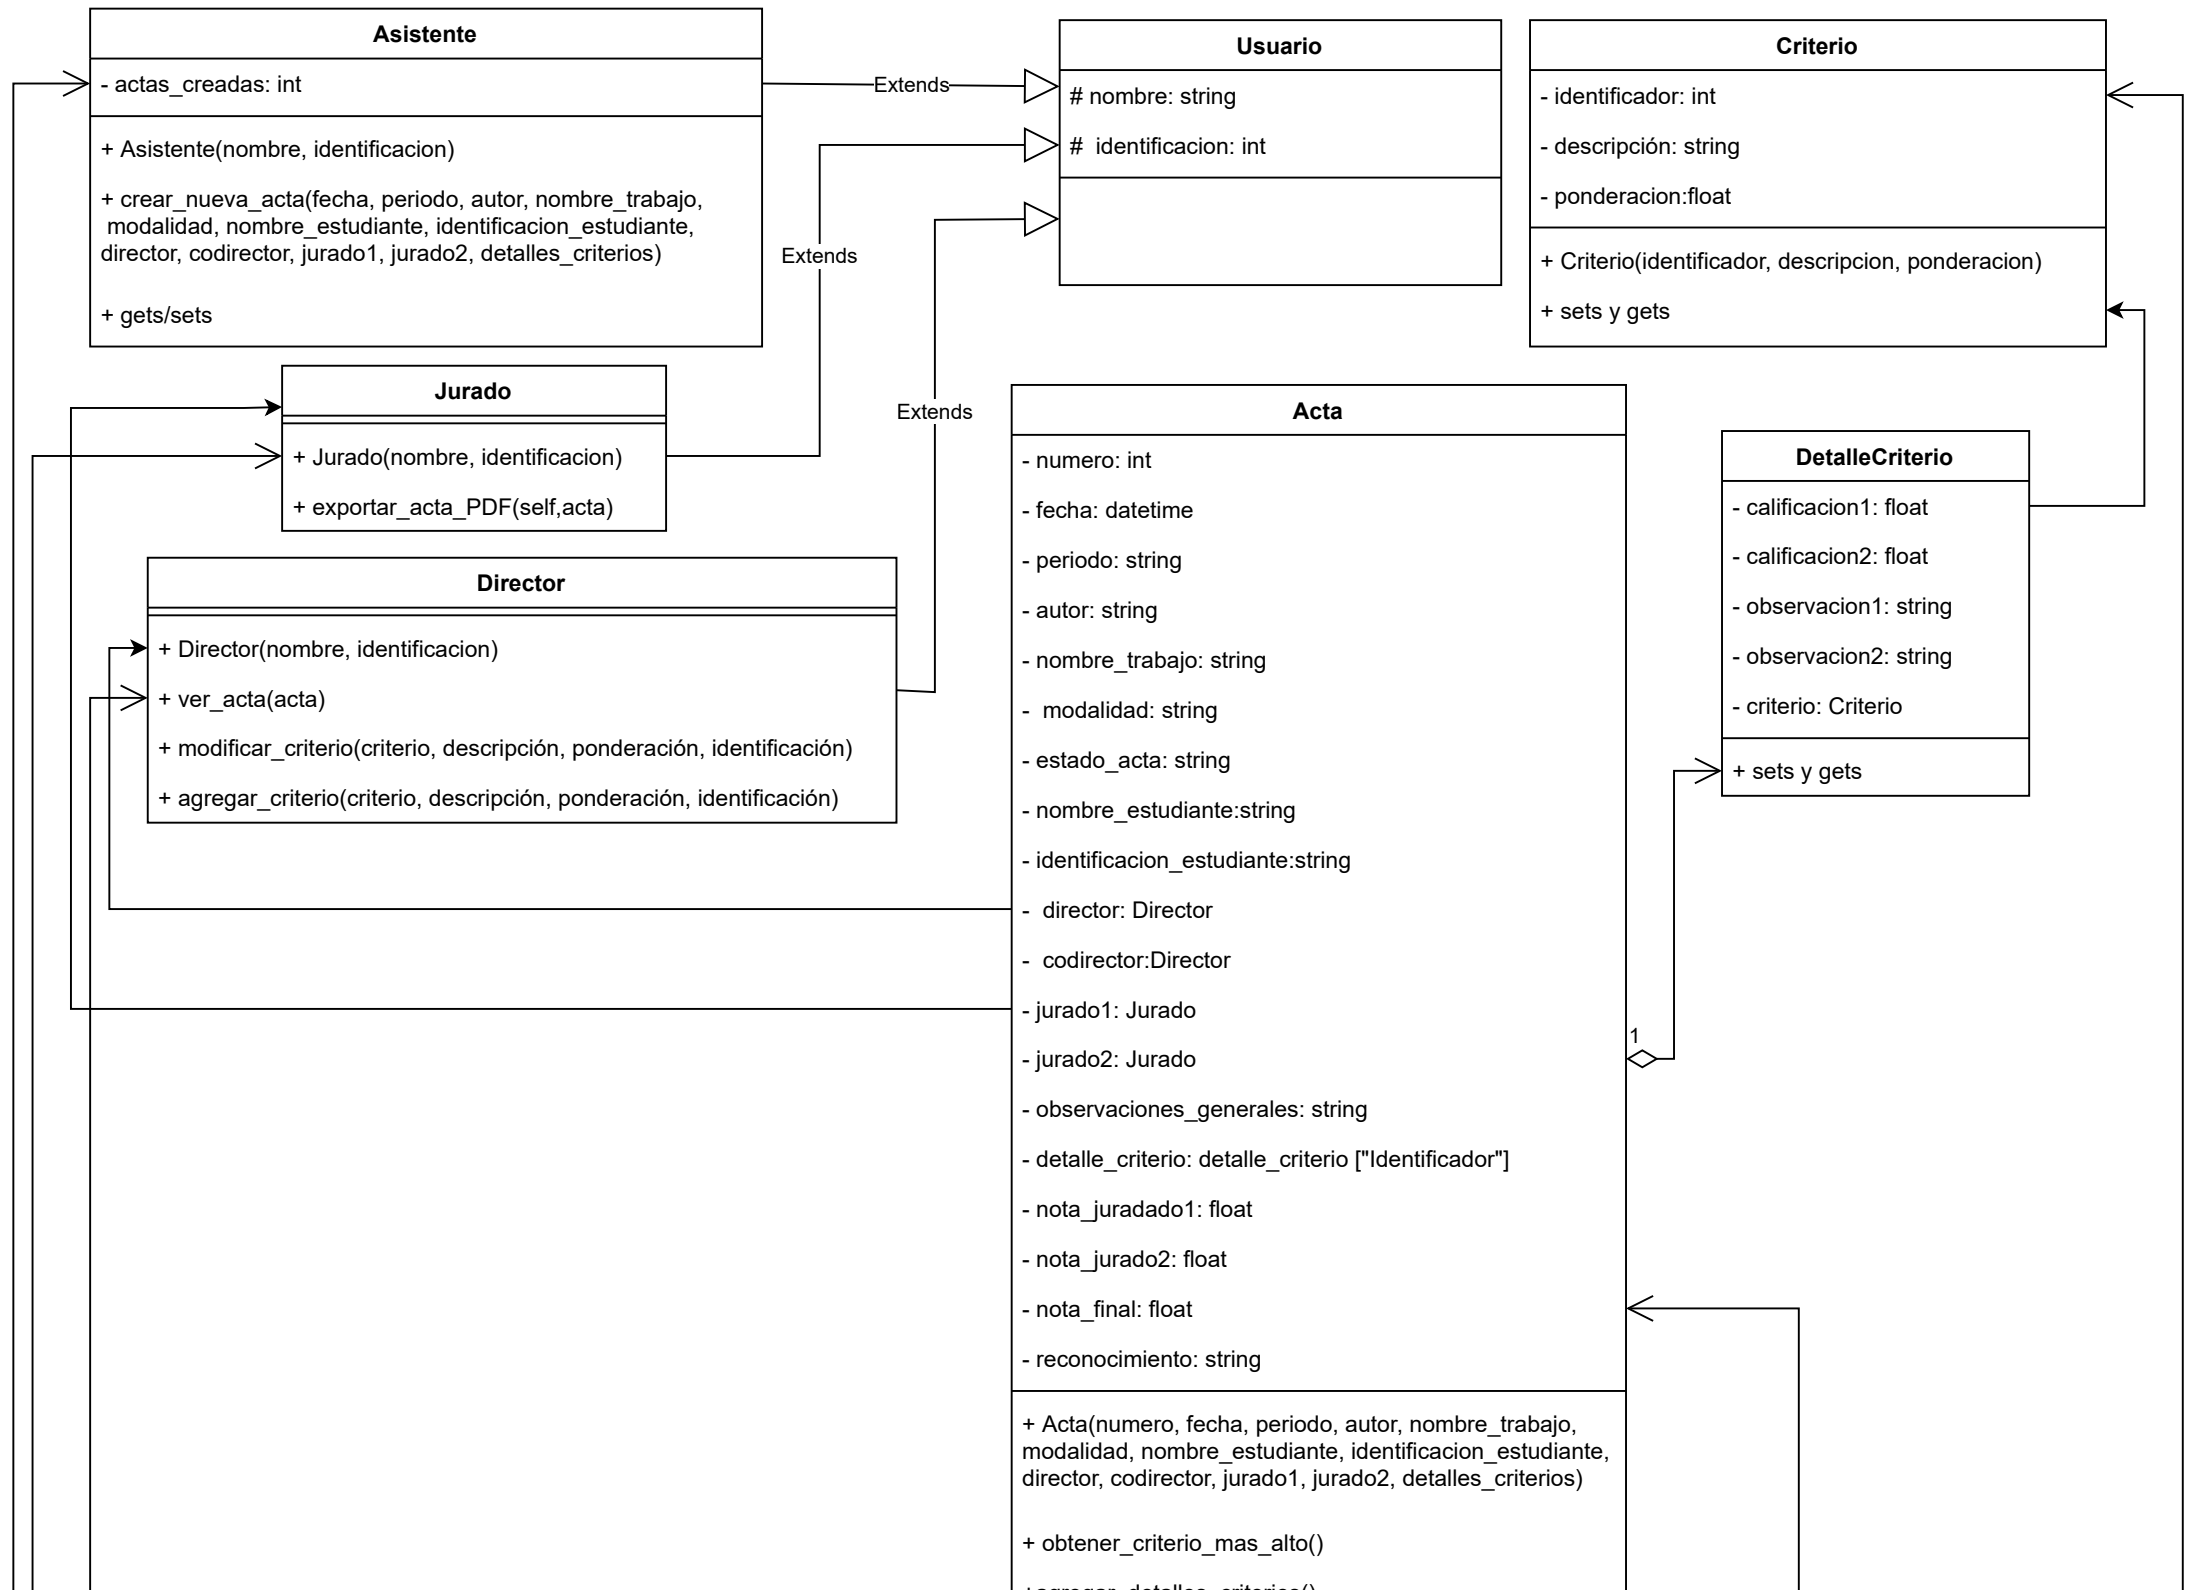 Asistente
- actas_creadas: int
+ Asistente(nombre, identificacion)
+ crear_nueva_acta(fecha, periodo, autor, nombre_trabajo,
modalidad, nombre_estudiante, identificacion_estudiante,
director, codirector, jurado1, jurado2, detalles_criterios)
+ gets/sets
Extends
Usuario
# nombre: string
# identificacion: int
Criterio
- identificador: int
- descripción: string
- ponderacion:float
+ Criterio(identificador, descripcion, ponderacion)
+ sets y gets
Extends
Jurado
+ Jurado(nombre, identificacion)
+ exportar_acta_PDF(self,acta)
Extends
Director
+ Director(nombre, identificacion)
+ ver_acta(acta)
+ modificar_criterio(criterio, descripción, ponderación, identificación)
+ agregar_criterio(criterio, descripción, ponderación, identificación)
Acta
- numero: int
- fecha: datetime
- periodo: string
- autor: string
- nombre_trabajo: string
- modalidad: string
- estado_acta: string
- nombre_estudiante:string
- identificacion_estudiante:string
- director: Director
- codirector:Director
- jurado1: Jurado
- jurado2: Jurado
- observaciones_generales: string
- detalle_criterio: detalle_criterio ["Identificador"]
- nota_juradado1: float
- nota_jurado2: float
- nota_final: float
- reconocimiento: string
+ Acta(numero, fecha, periodo, autor, nombre_trabajo,
modalidad, nombre_estudiante, identificacion_estudiante,
director, codirector, jurado1, jurado2, detalles_criterios)
+ obtener_criterio_mas_alto()
1
DetalleCriterio
- calificacion1: float
- calificacion2: float
- observacion1: string
- observacion2: string
- criterio: Criterio
+ sets y gets